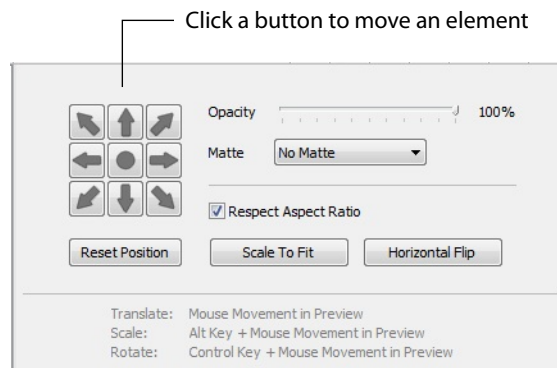 Click a button to move an element
Opacity 100%
Matte No Matte
Respect Aspect Ratio
Reset Position Scale To Fit Horizontal Flip
Translate: Mouse Movement in Preview
Scale: Alt Key + Mouse Movement in Preview
Rotate: Control Key + Mouse Movement in Preview